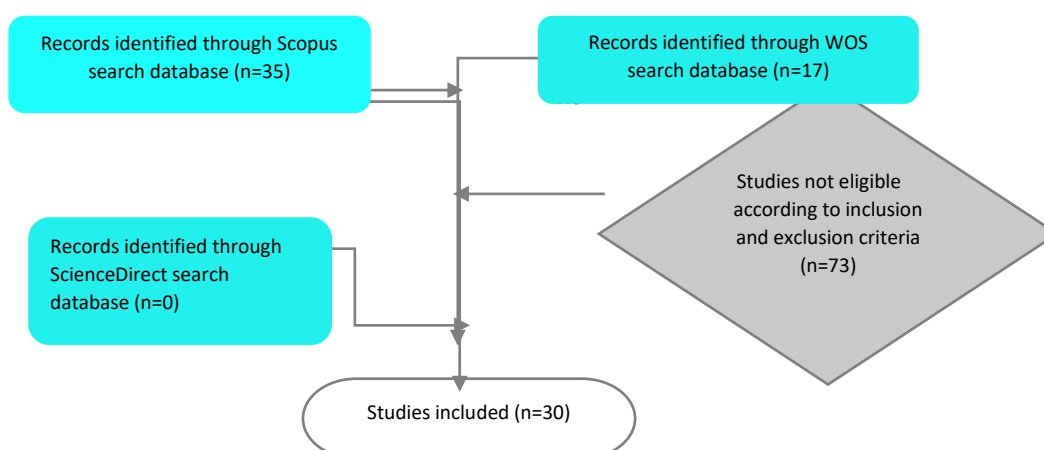 Records identified through Scopus
search database (n=35)
Records identified through WOS
search database (n=17)
Studies not eligible
according to inclusion
and exclusion criteria
(n=73)
Records identified through
ScienceDirect search
database (n=0)
Studies included (n=30)